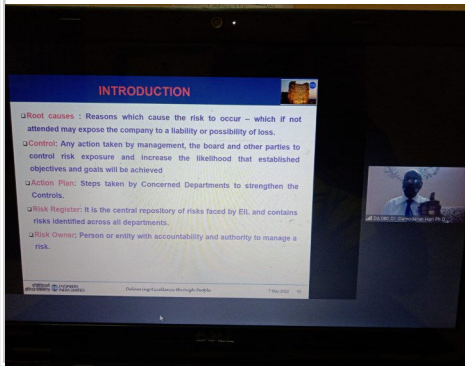 INTRODUCTION
❑Root causes : Reasons which cause the risk to occur – which if not
attended may expose the company to a liability or possibility of loss.
❑Control: Any action taken by management, the board and other parties to
control risk exposure and increase the likelihood that established
objectives and goals will be achieved
❑Action Plan: Steps taken by Concerned Departments to strengthen the
Controls.
❑Risk Register: It is the central repository of risks faced by EIL and contains
risks identified across all departments.
❑Risk Owner: Person or entity with accountability and authority to manage a
risk.
ENGINEERS
INDIA LIMITED
Delivering Excellence through People
DELL